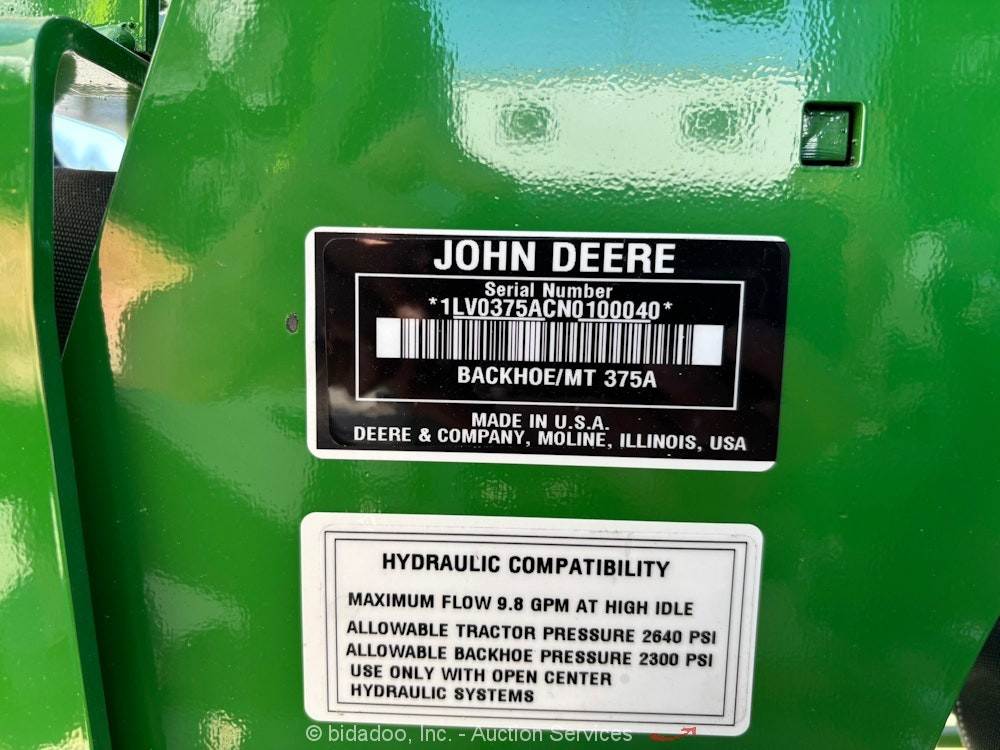 JOHN DEERE
Serial Number
*1LV0375ACN0100040*
BACKHOE/MT 375A
MADE IN U.S.A.
DEERE & COMPANY, MOLINE, ILLINOIS, USA
HYDRAULIC COMPATIBILITY
MAXIMUM FLOW 9.8 GPM AT HIGH IDLE
ALLOWABLE TRACTOR PRESSURE 2640 PSI
ALLOWABLE BACKHOE PRESSURE 2300 PSI
USE ONLY WITH OPEN CENTER
HYDRAULIC SYSTEMS
© bidadoo, Inc. - Auction Services